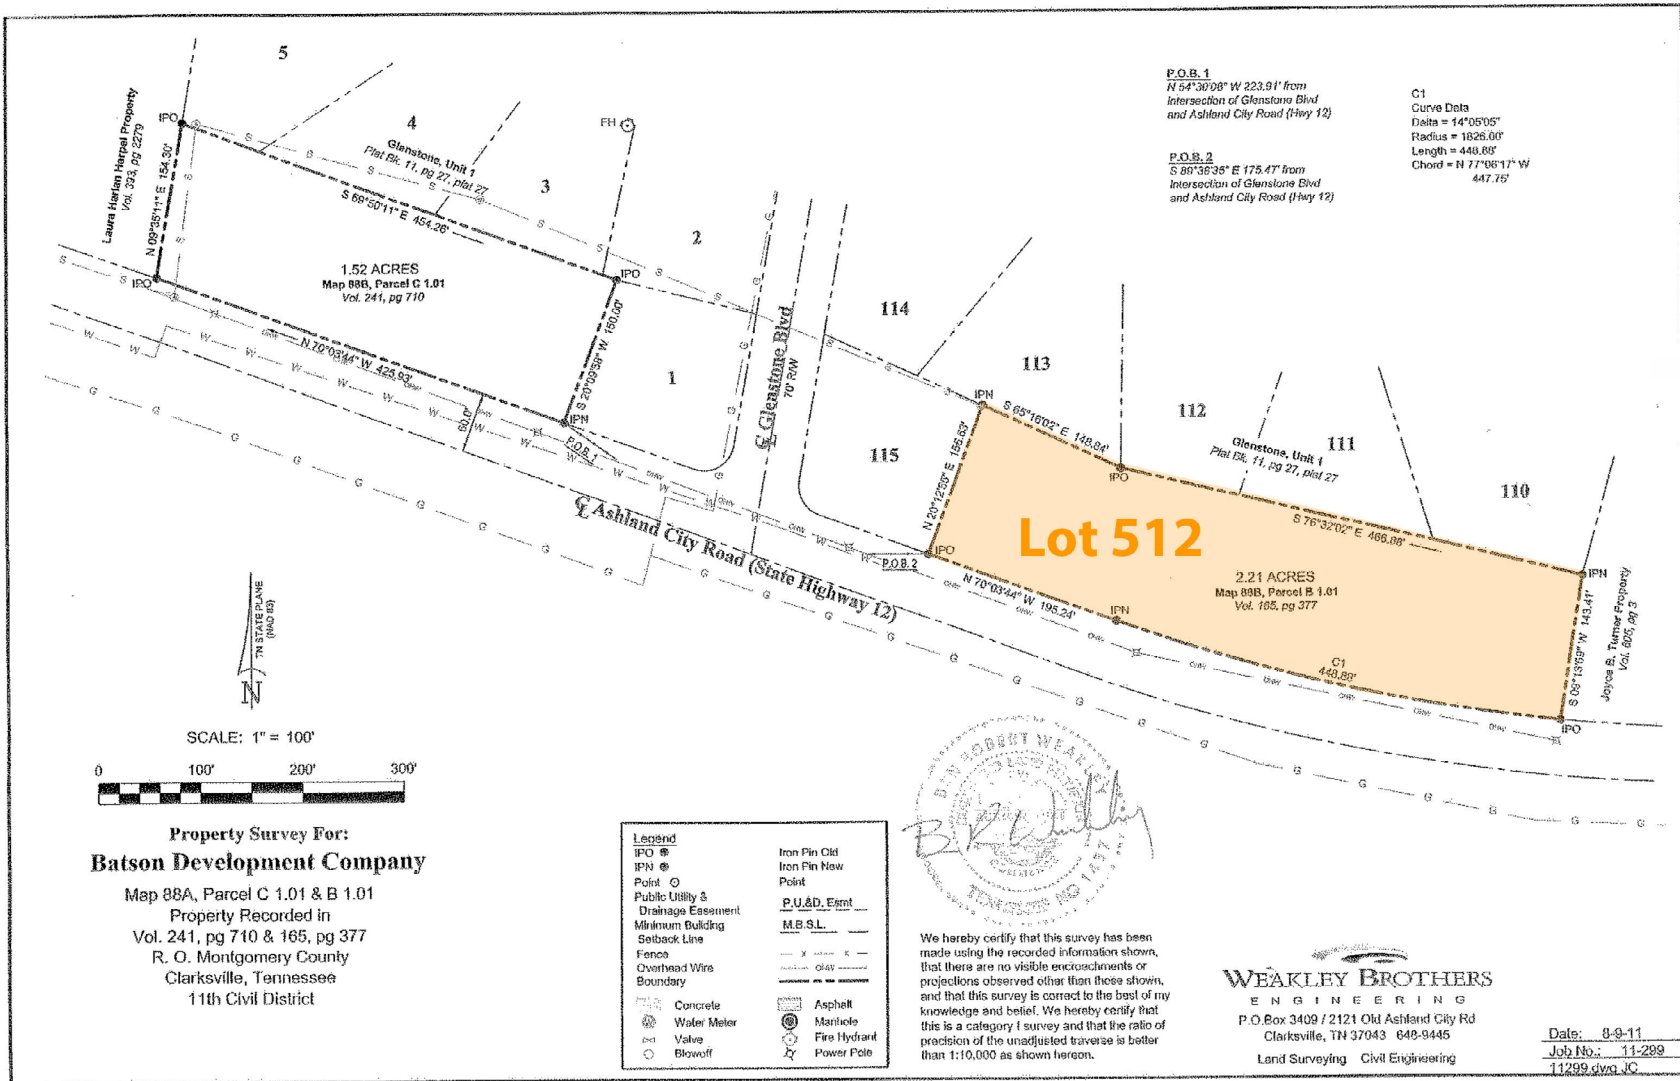 5
4
3
2
1
114
113
112
111
110
115
IPO
Laura Harlan Harpel Property
Vol. 393, pg 2279
N 09°35'11" E 154.30'
IPO
Glenstone, Unit 1
Plat Bk. 11, pg 27, plat 27
S 69°50'11" E 454.26'
FH
IPO
1.52 ACRES
Map 88B, Parcel C 1.01
Vol. 241, pg 710
N 70°03'44" W 425.93'
S 20°09'58" W 150.00'
IPN
P.O.B. 1
℄ Glenstone Blvd
70' R/W
℄ Ashland City Road (State Highway 12)
P.O.B. 1
N 54°30'08" W 223.91' from
Intersection of Glenstone Blvd
and Ashland City Road (Hwy 12)
P.O.B. 2
S 89°38'35" E 175.47' from
Intersection of Glenstone Blvd
and Ashland City Road (Hwy 12)
C1
Curve Data
Delta = 14°05'05"
Radius = 1826.00'
Length = 448.88'
Chord = N 77°06'17" W
447.75'
IPN
S 65°16'02" E 148.84'
IPO
Glenstone, Unit 1
Plat Bk. 11, pg 27, plat 27
S 76°32'02" E 466.88'
IPN
N 20°12'55" E 156.63'
Lot 512
2.21 ACRES
Map 88B, Parcel B 1.01
Vol. 165, pg 377
IPO
P.O.B. 2
N 70°03'44" W 195.24'
IPN
C1
448.88'
S 09°13'59" W 143.41'
Joyce B. Turner Property
IPO
TN STATE PLANE
(NAD 83)
N
SCALE: 1" = 100'
0 100' 200' 300'
Property Survey For:
Batson Development Company
Map 88A, Parcel C 1.01 & B 1.01
Property Recorded in
Vol. 241, pg 710 & 165, pg 377
R. O. Montgomery County
Clarksville, Tennessee
11th Civil District
Legend
IPO Iron Pin Old
IPN Iron Pin New
Point Point
Public Utility &
Drainage Easement P.U.&D. Esmt
Minimum Building M.B.S.L.
Setback Line
Fence
Overhead Wire OHW
Boundary
Concrete Asphalt
Water Meter Manhole
Valve Fire Hydrant
Blowoff Power Pole
We hereby certify that this survey has been
made using the recorded information shown,
that there are no visible encroachments or
projections observed other than those shown,
and that this survey is correct to the best of my
knowledge and belief. We hereby certify that
this is a category I survey and that the ratio of
precision of the unadjusted traverse is better
than 1:10,000 as shown hereon.
WEAKLEY BROTHERS
ENGINEERING
P.O.Box 3409 / 2121 Old Ashland City Rd
Clarksville, TN 37043 648-9445
Land Surveying Civil Engineering
Date: 8-9-11
Job No.: 11-299
11299.dwg JC